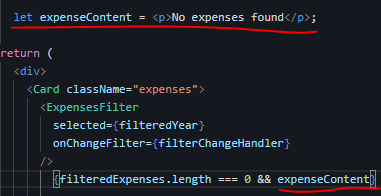 let expenseContent = <p>No expenses found</p>;
return (
<div>
<Card className="expenses">
<ExpensesFilter
selected={filteredYear}
onChangeFilter={filterChangeHandler}
/>
{filteredExpenses.length === 0 && expenseContent}